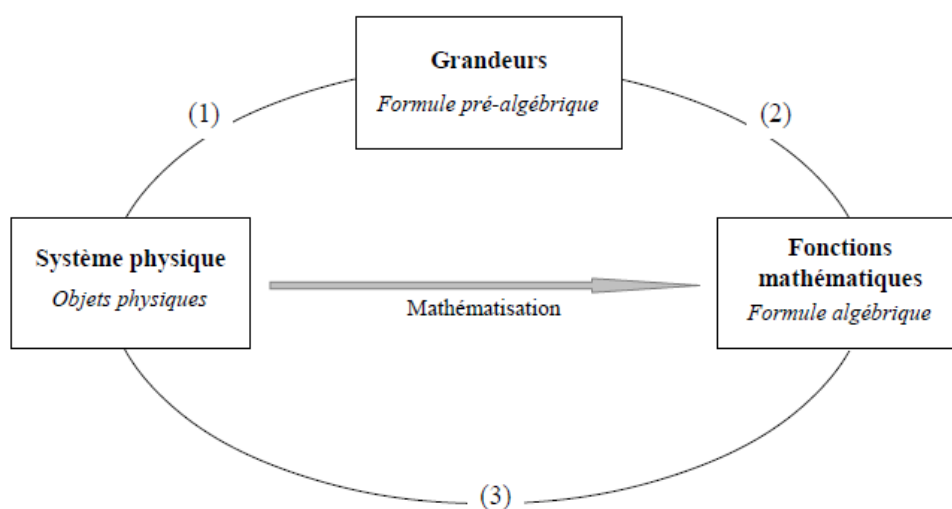 Grandeurs
Formule pré-algébrique
(1)
(2)
Système physique
Objets physiques
Mathématisation
Fonctions
mathématiques
Formule algébrique
(3)